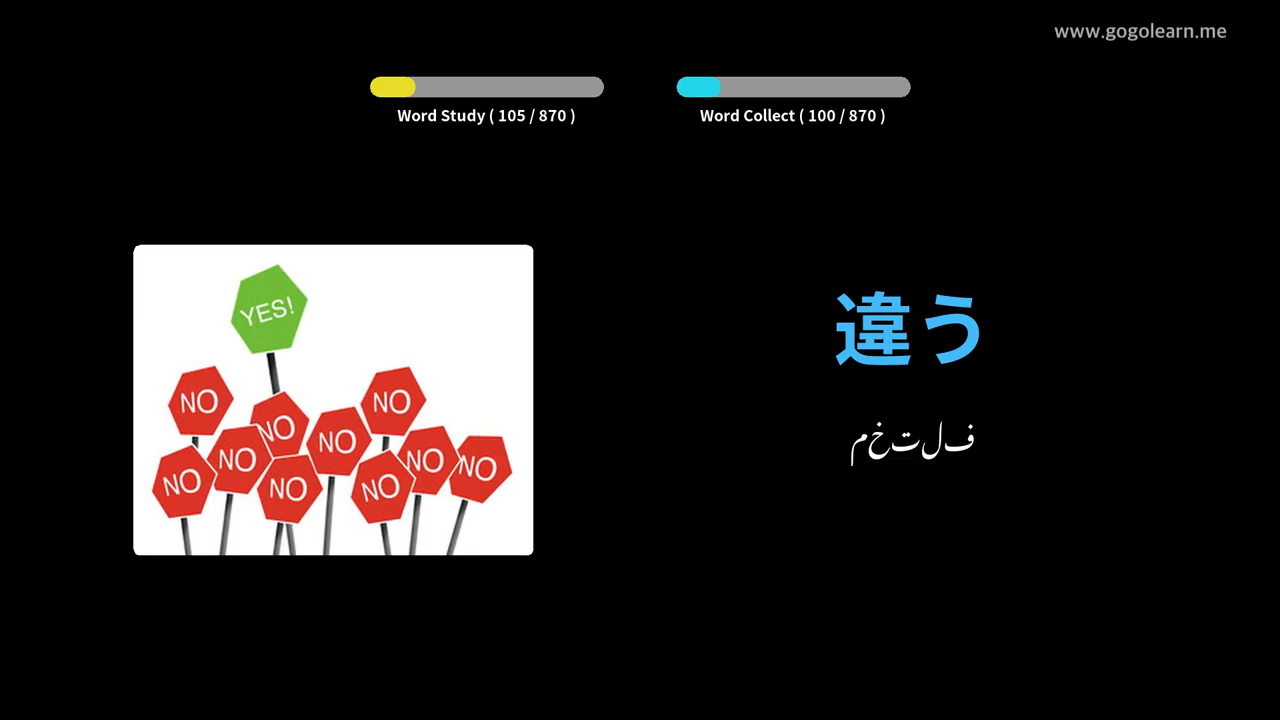 www.gogolearn.me
Word Study ( 105 / 870 )
Word Collect ( 100 / 870 )
YES!
NO
NO
NO
NO
NO
NO
NO
NO
NO
NO
違う
مختلف